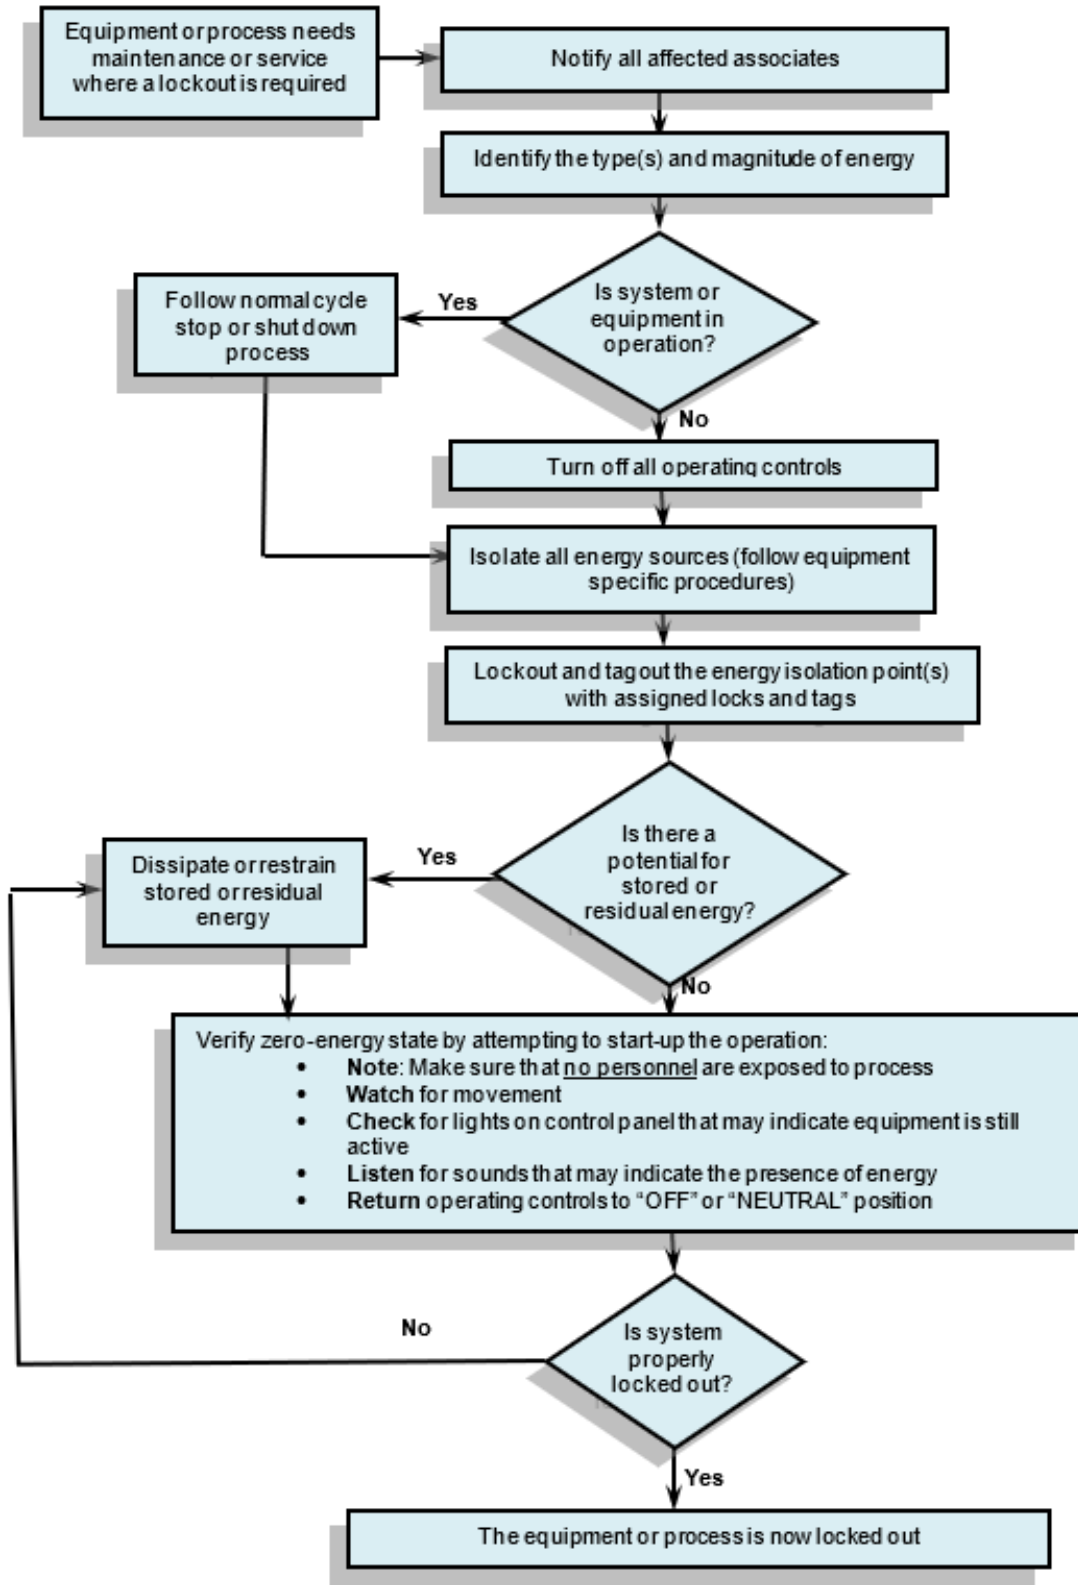 Equipment or process needs
maintenance or service
where a lockout is required
Notify all affected associates
Identify the type(s) and magnitude of energy
Is system or
equipment in
operation?
Yes
Follow normal cycle
stop or shut down
process
No
Turn off all operating controls
Isolate all energy sources (follow equipment
specific procedures)
Lockout and tagout the energy isolation point(s)
with assigned locks and tags
Is there a
potential for
stored or
residual energy?
Yes
Dissipate or restrain
stored or residual
energy
No
Verify zero-energy state by attempting to start-up the operation:
• Note: Make sure that no personnel are exposed to process
• Watch for movement
• Check for lights on control panel that may indicate equipment is still
active
• Listen for sounds that may indicate the presence of energy
• Return operating controls to “OFF” or “NEUTRAL” position
Is system
properly
locked out?
No
Yes
The equipment or process is now locked out